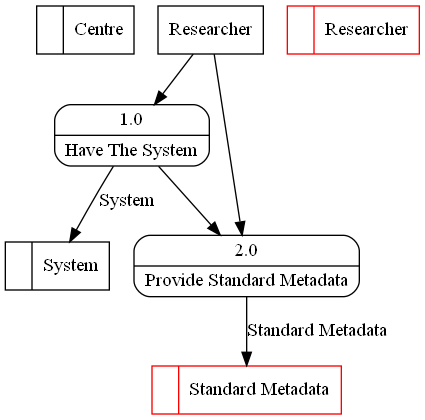 Centre
Researcher
Researcher
1.0
Have The System
System
System
2.0
Provide Standard Metadata
Standard Metadata
Standard Metadata